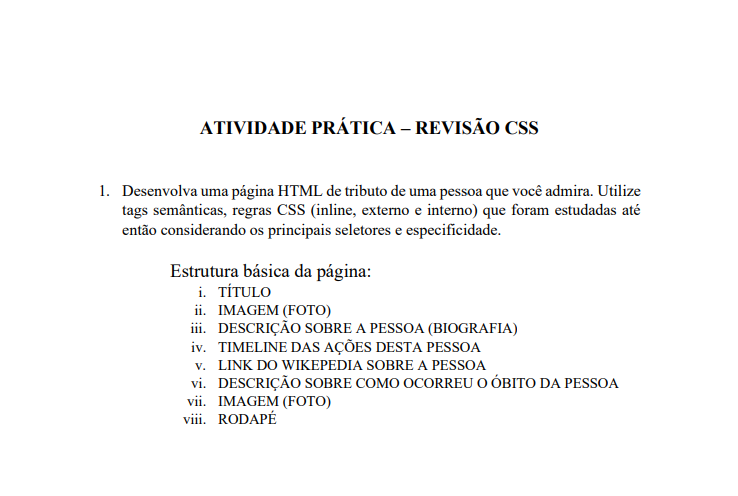 ATIVIDADE PRÁTICA – REVISÃO CSS
1. Desenvolva uma página HTML de tributo de uma pessoa que você admira. Utilize
tags semânticas, regras CSS (inline, externo e interno) que foram estudadas até
então considerando os principais seletores e especificidade.
Estrutura básica da página:
i. TÍTULO
ii. IMAGEM (FOTO)
iii. DESCRIÇÃO SOBRE A PESSOA (BIOGRAFIA)
iv. TIMELINE DAS AÇÕES DESTA PESSOA
v. LINK DO WIKEPEDIA SOBRE A PESSOA
vi. DESCRIÇÃO SOBRE COMO OCORREU O ÓBITO DA PESSOA
vii. IMAGEM (FOTO)
viii. RODAPÉ